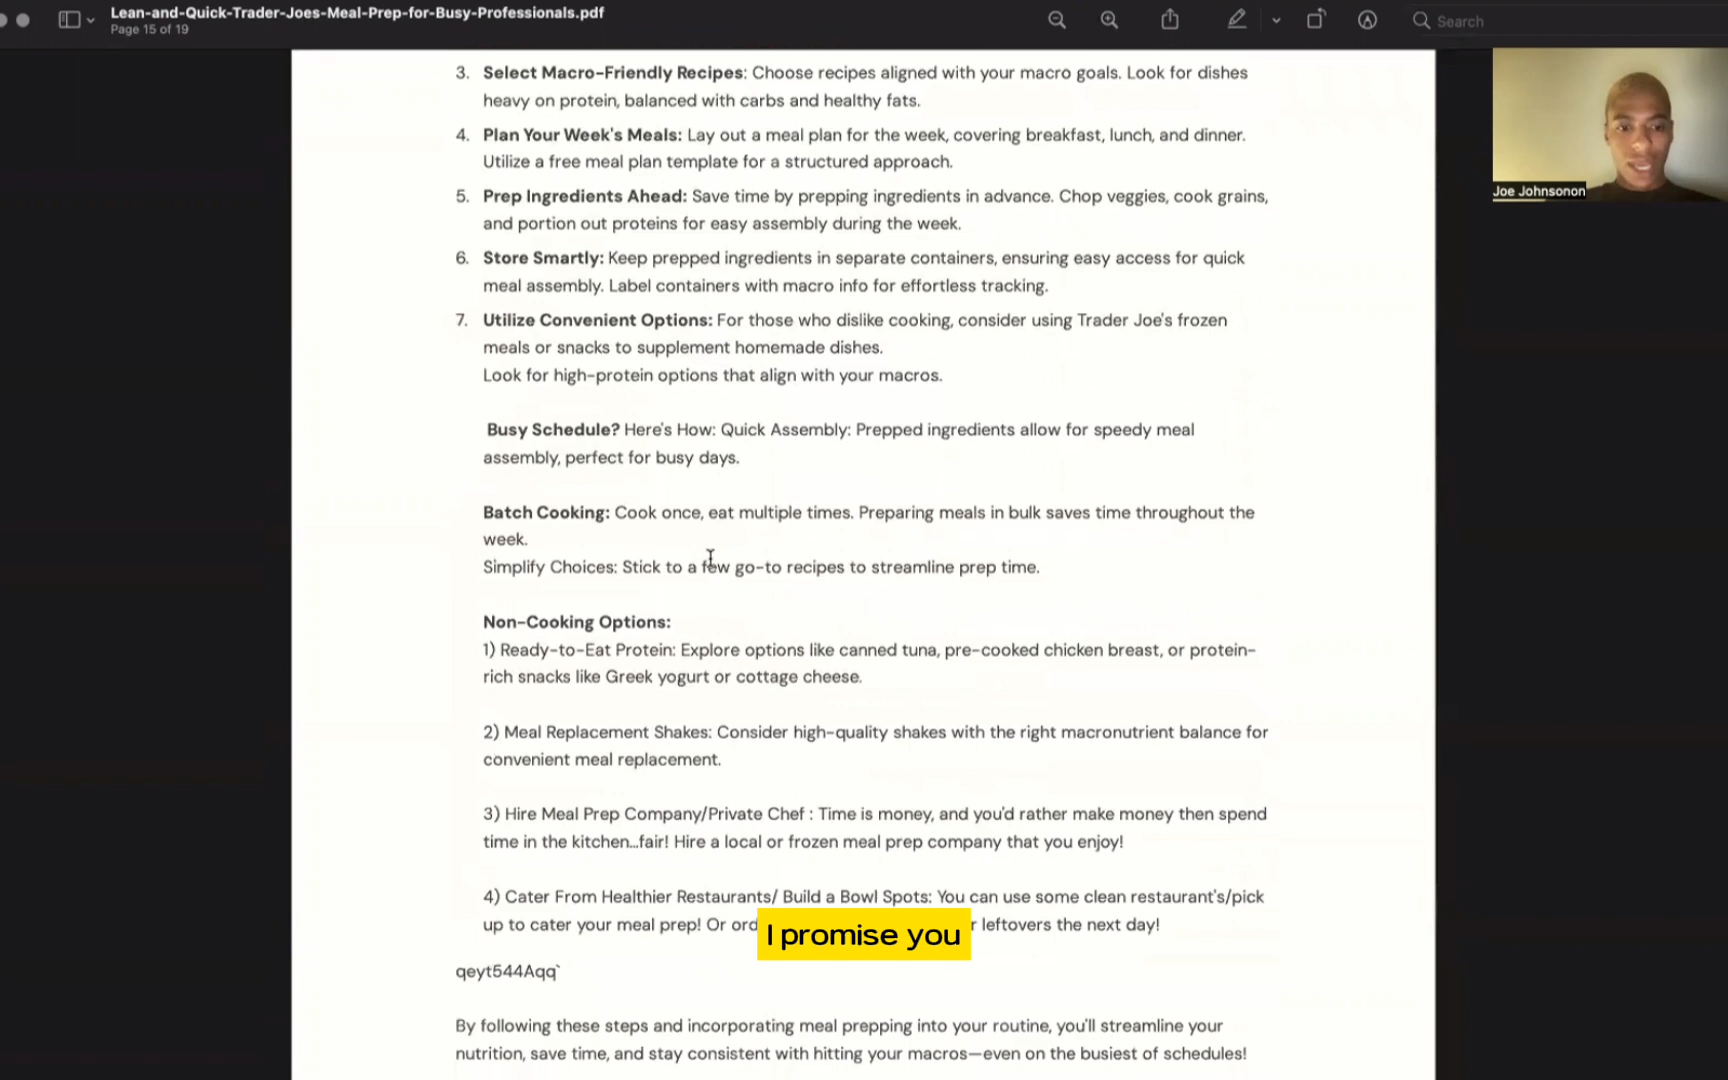 Lean-and-Quick-Trader-Joes-Meal-Prep-for-Busy-Professionals.pdf
Page 15 of 19
Search
3. Select Macro-Friendly Recipes: Choose recipes aligned with your macro goals. Look for dishes
heavy on protein, balanced with carbs and healthy fats.
4. Plan Your Week's Meals: Lay out a meal plan for the week, covering breakfast, lunch, and dinner.
Utilize a free meal plan template for a structured approach.
5. Prep Ingredients Ahead: Save time by prepping ingredients in advance. Chop veggies, cook grains,
and portion out proteins for easy assembly during the week.
6. Store Smartly: Keep prepped ingredients in separate containers, ensuring easy access for quick
meal assembly. Label containers with macro info for effortless tracking.
7. Utilize Convenient Options: For those who dislike cooking, consider using Trader Joe's frozen
meals or snacks to supplement homemade dishes.
Look for high-protein options that align with your macros.
Busy Schedule? Here's How: Quick Assembly: Prepped ingredients allow for speedy meal
assembly, perfect for busy days.
Batch Cooking: Cook once, eat multiple times. Preparing meals in bulk saves time throughout the
week.
Simplify Choices: Stick to a few go-to recipes to streamline prep time.
Non-Cooking Options:
1) Ready-to-Eat Protein: Explore options like canned tuna, pre-cooked chicken breast, or protein-
rich snacks like Greek yogurt or cottage cheese.
2) Meal Replacement Shakes: Consider high-quality shakes with the right macronutrient balance for
convenient meal replacement.
3) Hire Meal Prep Company/Private Chef : Time is money, and you'd rather make money then spend
time in the kitchen...fair! Hire a local or frozen meal prep company that you enjoy!
4) Cater From Healthier Restaurants/ Build a Bowl Spots: You can use some clean restaurant's/pick
up to cater your meal prep! Or leftovers the next day!
I promise you
qeyt544Aqq`
By following these steps and incorporating meal prepping into your routine, you'll streamline your
nutrition, save time, and stay consistent with hitting your macros—even on the busiest of schedules!
Joe Johnsonon